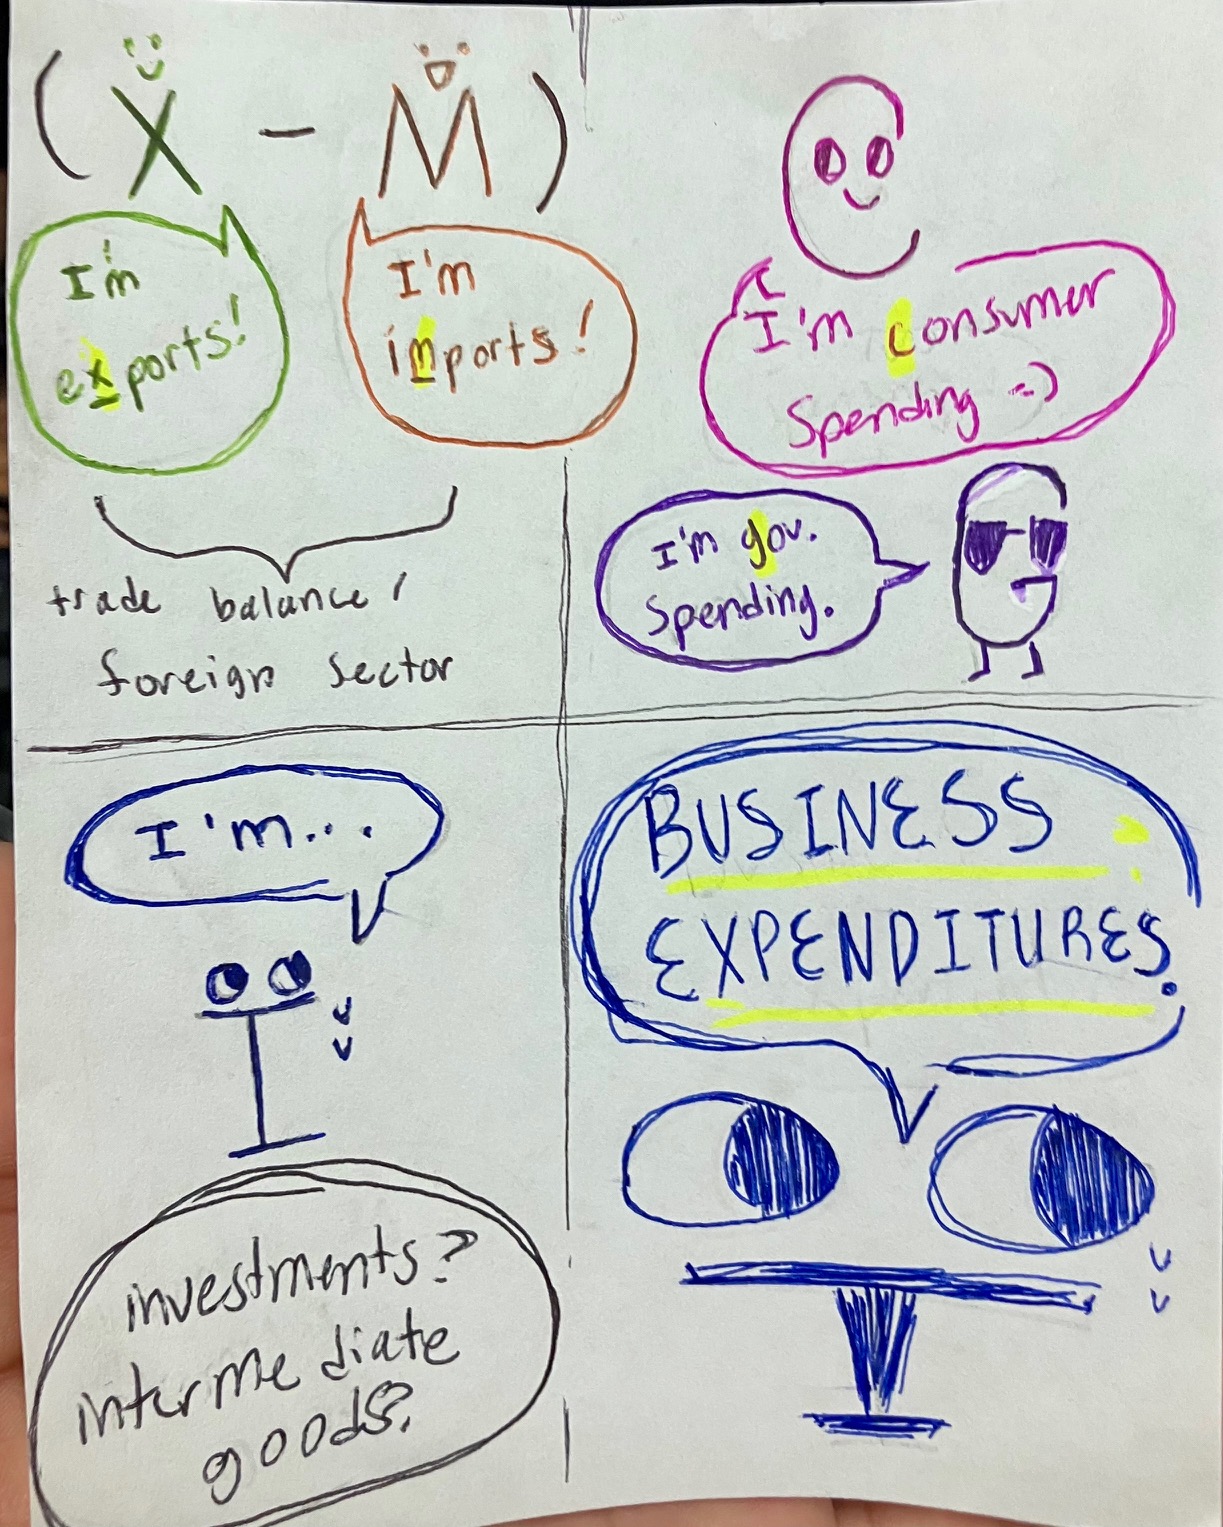 ( X - M )
I'm
exports!
I'm
imports!
trade balance /
foreign sector
C
I'm consumer
Spending =)
I'm gov.
Spending.
G
I'm...
I
investments?
intermediate
goods?
BUSINESS
EXPENDITURES.
I